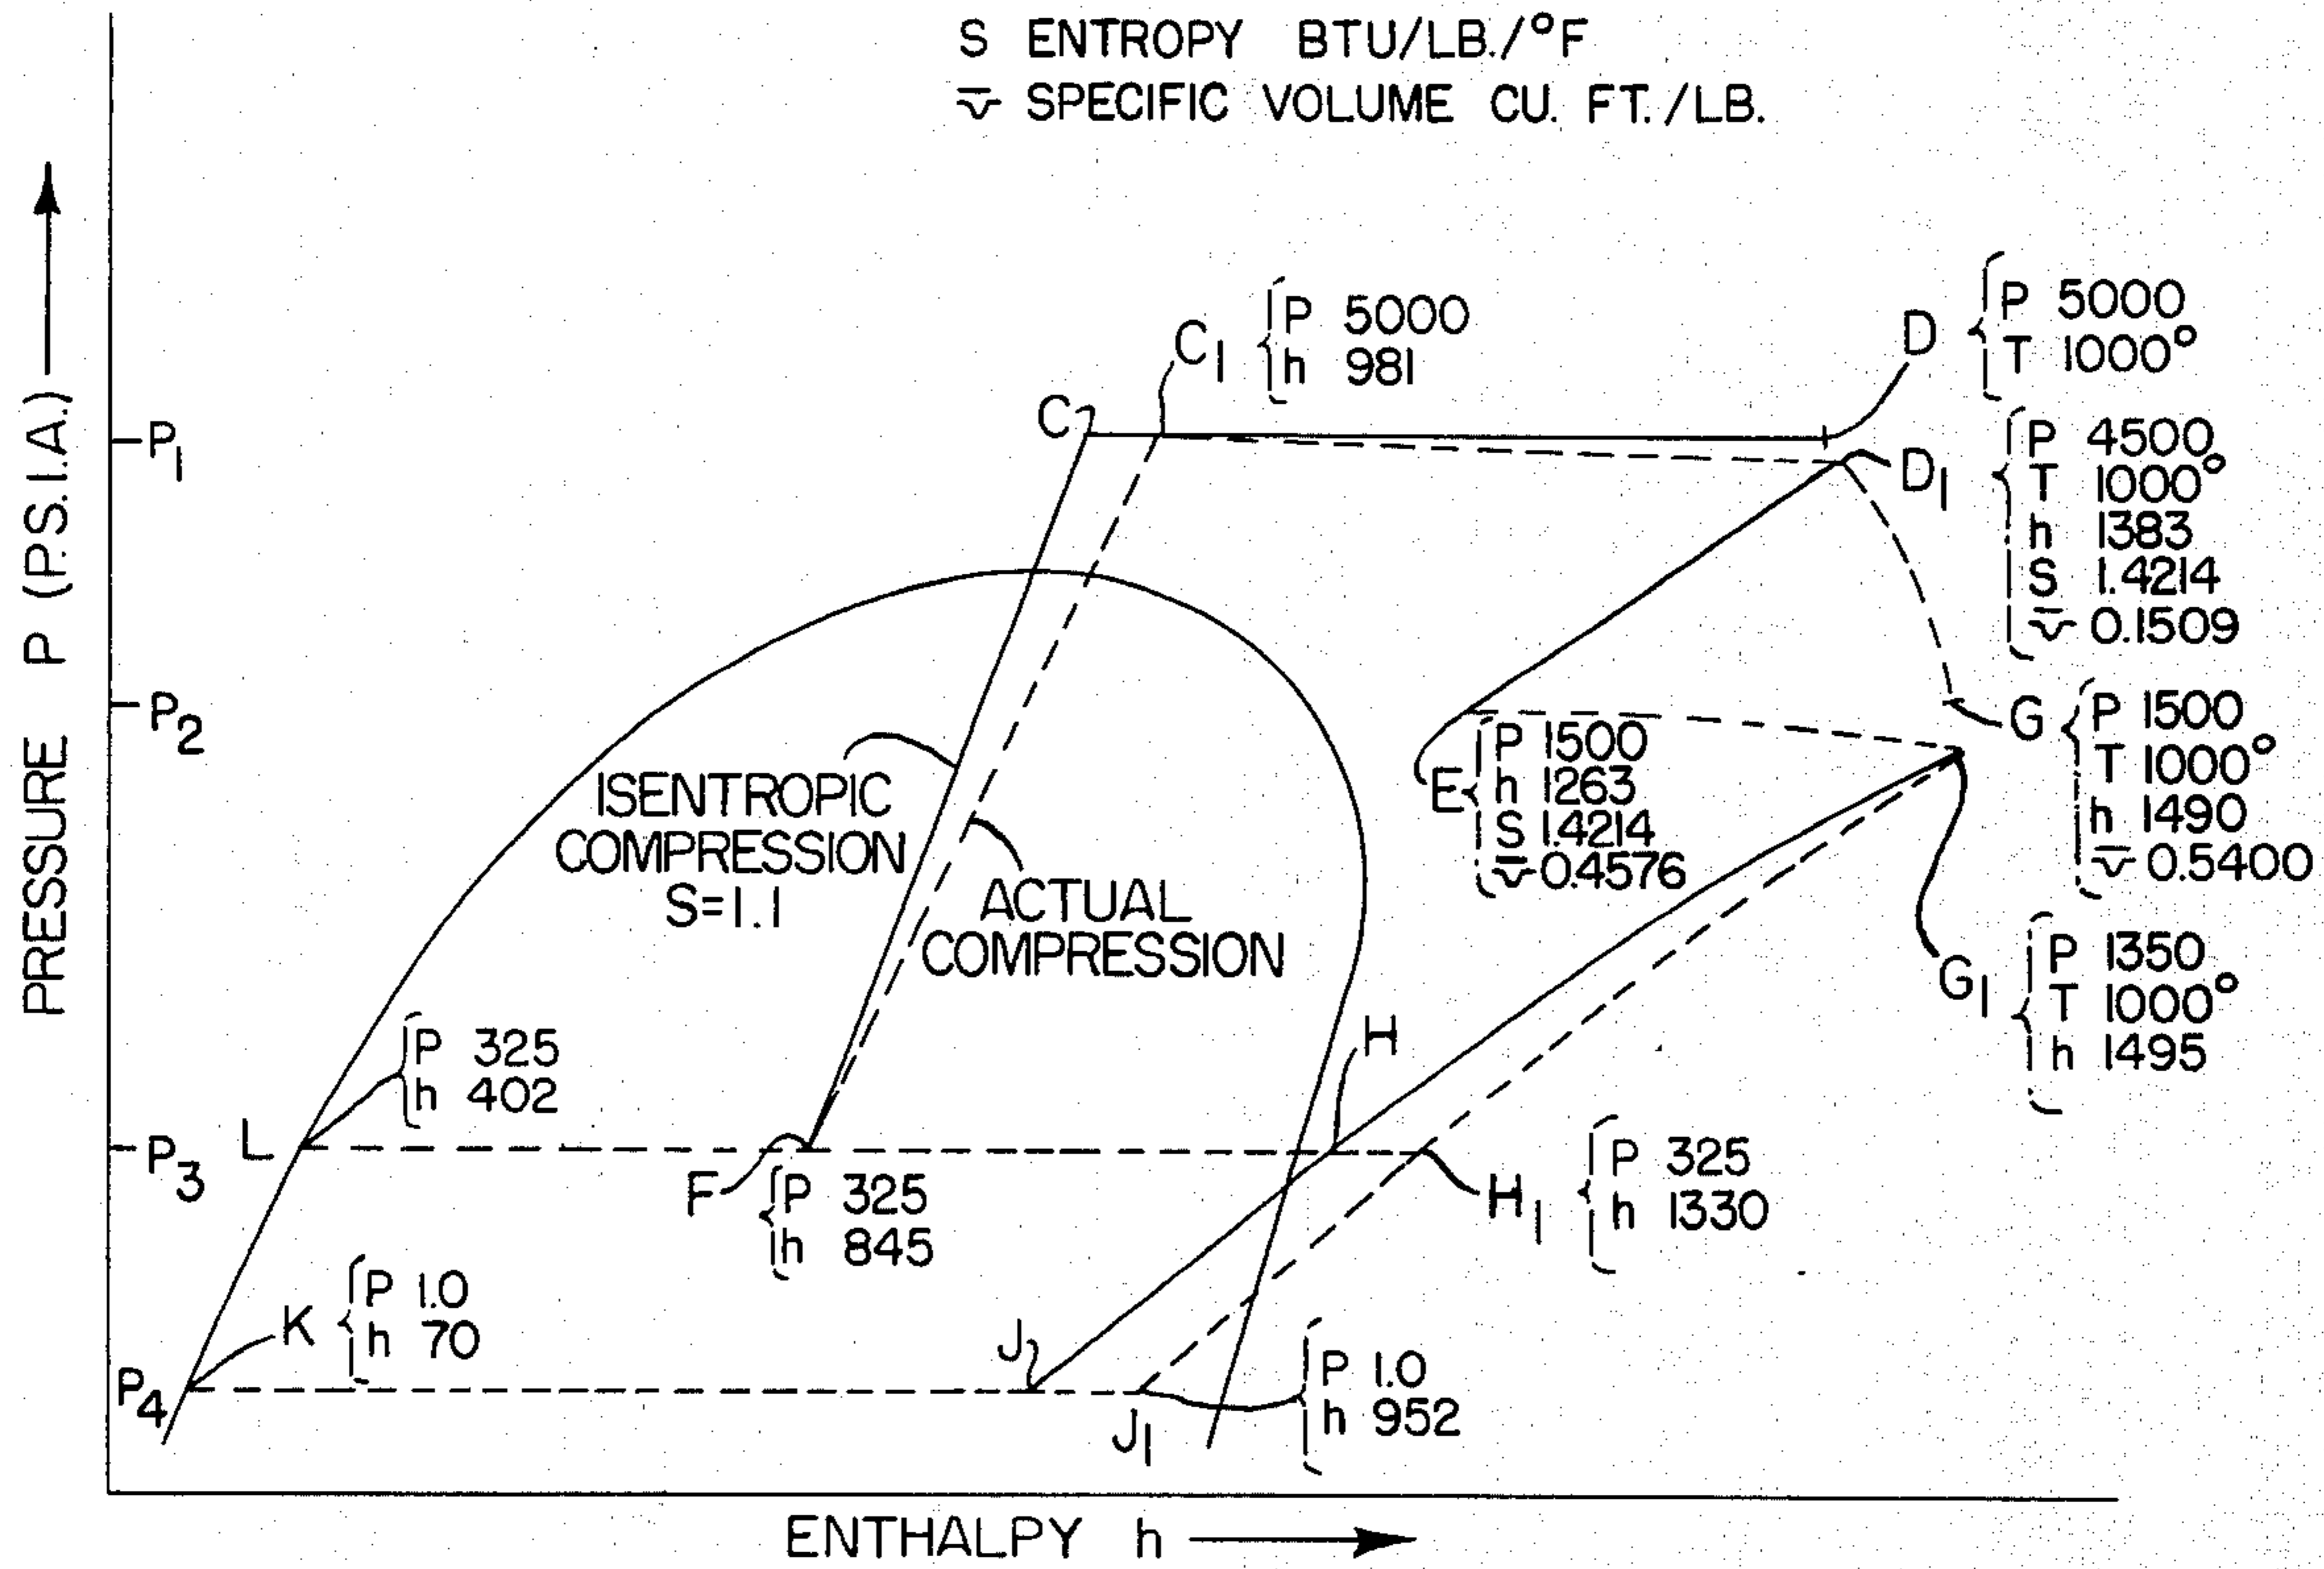 S ENTROPY BTU/LB./°F
v̅ SPECIFIC VOLUME CU. FT./LB.
PRESSURE P (P.S.I.A.)
P1
P2
P3
P4
C
C1
P 5000
h 981
D
P 5000
T 1000°
D1
P 4500
T 1000°
h 1383
S 1.4214
v̅ 0.1509
G
P 1500
T 1000°
h 1490
v̅ 0.5400
E
P 1500
h 1263
S 1.4214
v̅ 0.4576
ISENTROPIC
COMPRESSION
S=1.1
ACTUAL
COMPRESSION
G1
P 1350
T 1000°
h 1495
L
P 325
h 402
H
F
P 325
h 845
H1
P 325
h 1330
K
P 1.0
h 70
J
J1
P 1.0
h 952
ENTHALPY h